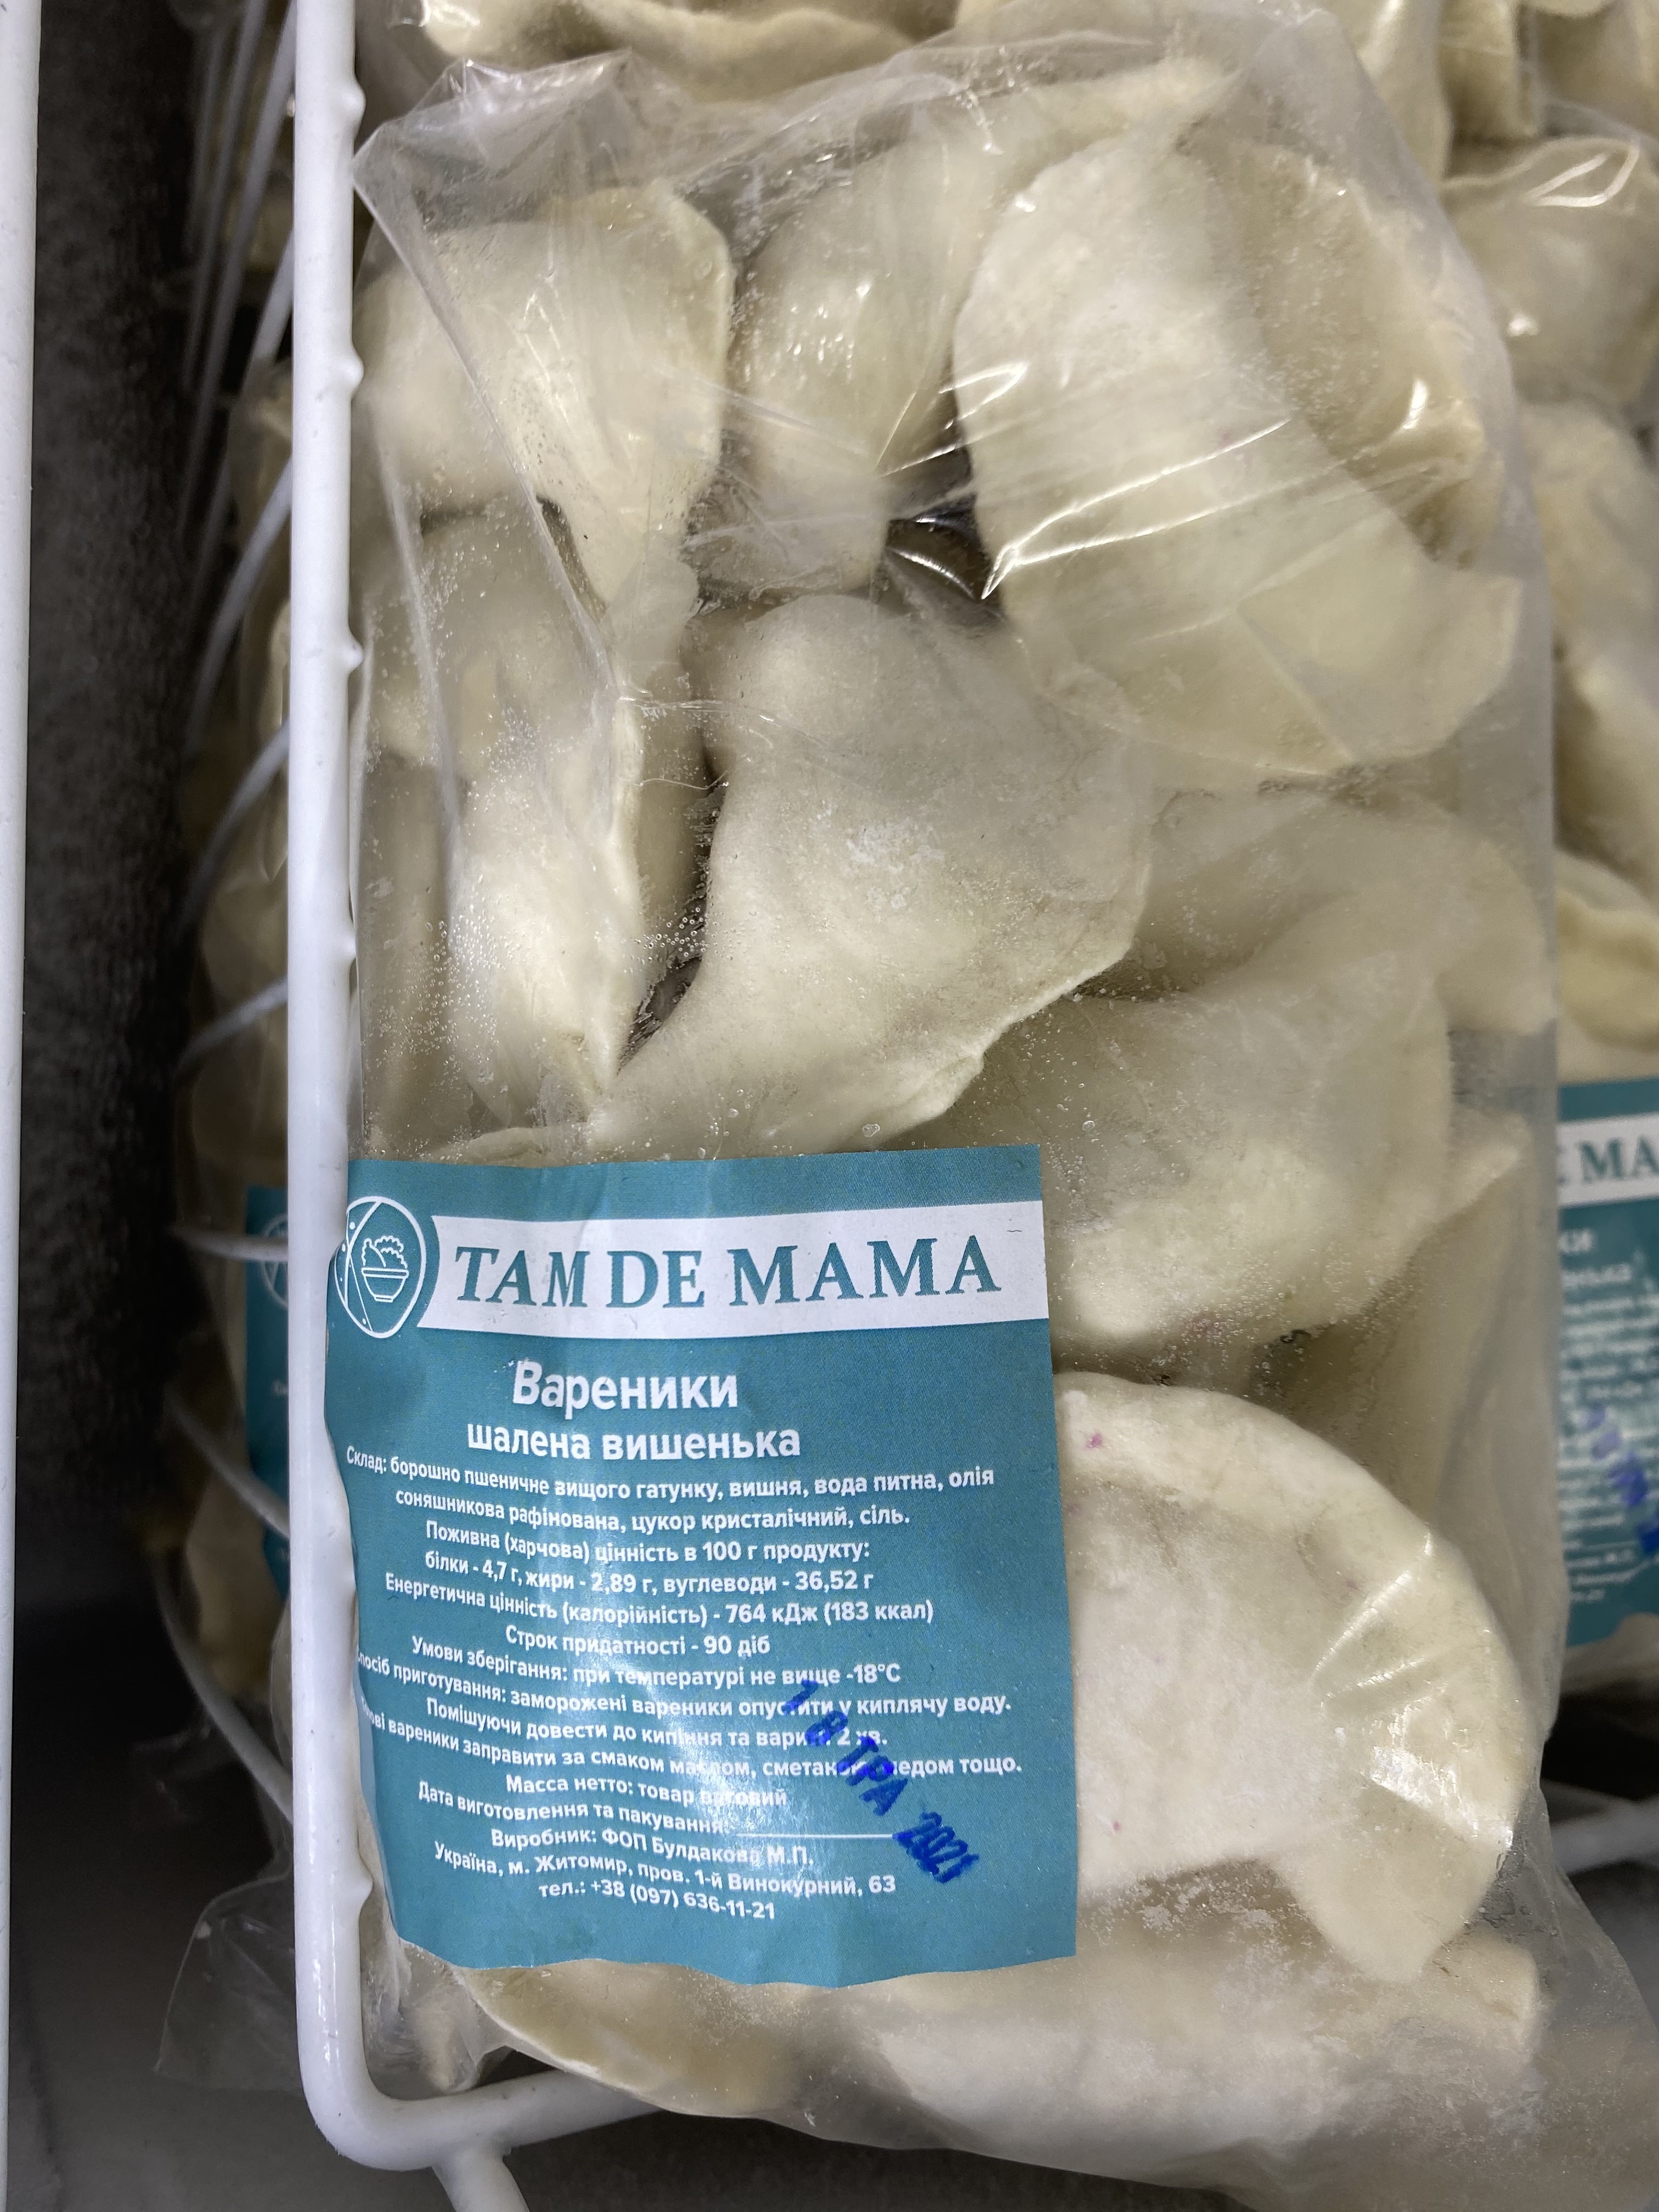 ТАМ DE МАМА
Вареники
шалена вишенька
Склад: борошно пшеничне вищого гатунку, вишня, вода питна, олія
соняшникова рафінована, цукор кристалічний, сіль.
Поживна (харчова) цінність в 100 г продукту:
білки - 4,7 г, жири - 2,89 г, вуглеводи - 36,52 г
Енергетична цінність (калорійність) - 764 кДж (183 ккал)
Строк придатності - 90 діб
Умови зберігання: при температурі не вище -18°С
приготування: заморожені вареники опустити у киплячу воду.
Помішуючи довести до кипіння та варити 2 хв.
вареники заправити за смаком маслом, сметаною, медом тощо.
Масса нетто: товар ваговий
Дата виготовлення та пакування:
18 ТРА 2021
Виробник: ФОП Булдакова М.П.
Україна, м. Житомир, пров. 1-й Винокурний, 63
тел.: +38 (097) 636-11-21
E МА